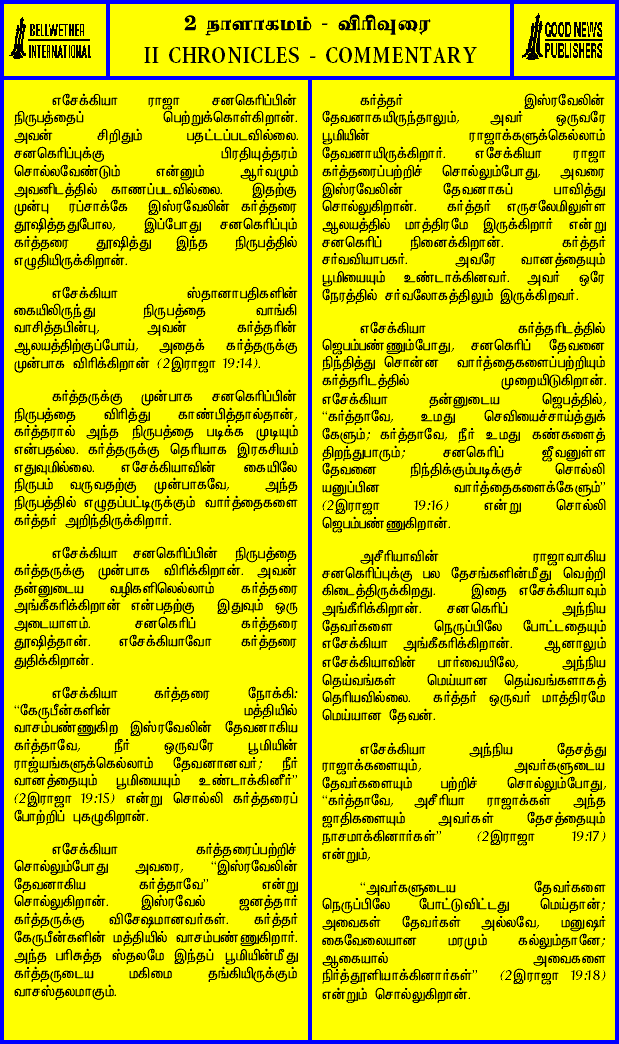 BELLWETHER
INTERNATIONAL
2 நாளாகமம் - விரிவுரை
II CHRONICLES - COMMENTARY
GOOD NEWS
PUBLISHERS
எசேக்கியா ராஜா சனகெரிப்பின்
நிருபத்தைப் பெற்றுக்கொள்கிறான்.
அவன் சிறிதும் பதட்டப்படவில்லை.
சனகெரிப்புக்கு பிரதியுத்தரம்
சொல்லவேண்டும் என்னும் ஆர்வமும்
அவனிடத்தில் காணப்படவில்லை. இதற்கு
முன்பு ரப்சாக்கே இஸ்ரவேலின் கர்த்தரை
தூஷித்ததுபோல, இப்போது சனகெரிப்பும்
கர்த்தரை தூஷித்து இந்த நிருபத்தில்
எழுதியிருக்கிறான்.
எசேக்கியா ஸ்தானாபதிகளின்
கையிலிருந்து நிருபத்தை வாங்கி
வாசித்தபின்பு, அவன் கர்த்தரின்
ஆலயத்திற்குப்போய், அதைக் கர்த்தருக்கு
முன்பாக விரிக்கிறான் (2இராஜா 19:14).
கர்த்தருக்கு முன்பாக சனகெரிப்பின்
நிருபத்தை விரித்து காண்பித்தால்தான்,
கர்த்தரால் அந்த நிருபத்தை படிக்க முடியும்
என்பதல்ல. கர்த்தருக்கு தெரியாக இரகசியம்
எதுவுமில்லை. எசேக்கியாவின் கையிலே
நிருபம் வருவதற்கு முன்பாகவே, அந்த
நிருபத்தில் எழுதப்பட்டிருக்கும் வார்த்தைகளை
கர்த்தர் அறிந்திருக்கிறார்.
எசேக்கியா சனகெரிப்பின் நிருபத்தை
கர்த்தருக்கு முன்பாக விரிக்கிறான். அவன்
தன்னுடைய வழிகளிலெல்லாம் கர்த்தரை
அங்கீகரிக்கிறான் என்பதற்கு இதுவும் ஒரு
அடையாளம். சனகெரிப் கர்த்தரை
தூஷித்தான். எசேக்கியாவோ கர்த்தரை
துதிக்கிறான்.
எசேக்கியா கர்த்தரை நோக்கி:
“கேருபீன்களின் மத்தியில்
வாசம்பண்ணுகிற இஸ்ரவேலின் தேவனாகிய
கர்த்தாவே, நீர் ஒருவரே பூமியின்
ராஜ்யங்களுக்கெல்லாம் தேவனானவர்; நீர்
வானத்தையும் பூமியையும் உண்டாக்கினீர்”
(2இராஜா 19:15) என்று சொல்லி கர்த்தரைப்
போற்றிப் புகழுகிறான்.
எசேக்கியா கர்த்தரைப்பற்றிச்
சொல்லும்போது அவரை, “இஸ்ரவேலின்
தேவனாகிய கர்த்தாவே” என்று
சொல்லுகிறான். இஸ்ரவேல் ஜனத்தார்
கர்த்தருக்கு விசேஷமானவர்கள். கர்த்தர்
கேருபீன்களின் மத்தியில் வாசம்பண்ணுகிறார்.
அந்த பரிசுத்த ஸ்தலமே இந்தப் பூமியின்மீது
கர்த்தருடைய மகிமை தங்கியிருக்கும்
வாசஸ்தலமாகும்.
கர்த்தர் இஸ்ரவேலின்
தேவனாகயிருந்தாலும், அவர் ஒருவரே
பூமியின் ராஜாக்களுக்கெல்லாம்
தேவனாயிருக்கிறார். எசேக்கியா ராஜா
கர்த்தரைப்பற்றிச் சொல்லும்போது, அவரை
இஸ்ரவேலின் தேவனாகப் பாவித்து
சொல்லுகிறான். கர்த்தர் எருசலேமிலுள்ள
ஆலயத்தில் மாத்திரமே இருக்கிறார் என்று
சனகெரிப் நினைக்கிறான். கர்த்தர்
சர்வவியாபகர். அவரே வானத்தையும்
பூமியையும் உண்டாக்கினவர். அவர் ஒரே
நேரத்தில் சர்வலோகத்திலும் இருக்கிறவர்.
எசேக்கியா கர்த்தரிடத்தில்
ஜெபம்பண்ணும்போது, சனகெரிப் தேவனை
நிந்தித்து சொன்ன வார்த்தைகளைப்பற்றியும்
கர்த்தரிடத்தில் முறையிடுகிறான்.
எசேக்கியா தன்னுடைய ஜெபத்தில்,
“கர்த்தாவே, உமது செவியைச்சாய்த்துக்
கேளும்; கர்த்தாவே, நீர் உமது கண்களைத்
திறந்துபாரும்; சனகெரிப் ஜீவனுள்ள
தேவனை நிந்திக்கும்படிக்குச் சொல்லி
யனுப்பின வார்த்தைகளைக்கேளும்”
(2இராஜா 19:16) என்று சொல்லி
ஜெபம்பண்ணுகிறான்.
அசீரியாவின் ராஜாவாகிய
சனகெரிப்புக்கு பல தேசங்களின்மீது வெற்றி
கிடைத்திருக்கிறது. இதை எசேக்கியாவும்
அங்கீரிக்கிறான். சனகெரிப் அந்நிய
தேவர்களை நெருப்பிலே போட்டதையும்
எசேக்கியா அங்கீகரிக்கிறான். ஆனாலும்
எசேக்கியாவின் பார்வையிலே, அந்நிய
தெய்வங்கள் மெய்யான தெய்வங்களாகத்
தெரியவில்லை. கர்த்தர் ஒருவர் மாத்திரமே
மெய்யான தேவன்.
எசேக்கியா அந்நிய தேசத்து
ராஜாக்களையும், அவர்களுடைய
தேவர்களையும் பற்றிச் சொல்லும்போது,
“கர்த்தாவே, அசீரியா ராஜாக்கள் அந்த
ஜாதிகளையும் அவர்கள் தேசத்தையும்
நாசமாக்கினார்கள்” (2இராஜா 19:17)
என்றும்,
“அவர்களுடைய தேவர்களை
நெருப்பிலே போட்டுவிட்டது மெய்தான்;
அவைகள் தேவர்கள் அல்லவே, மனுஷர்
கைவேலையான மரமும் கல்லும்தானே;
ஆகையால் அவைகளை
நிர்த்தூளியாக்கினார்கள்” (2இராஜா 19:18)
என்றும் சொல்லுகிறான்.